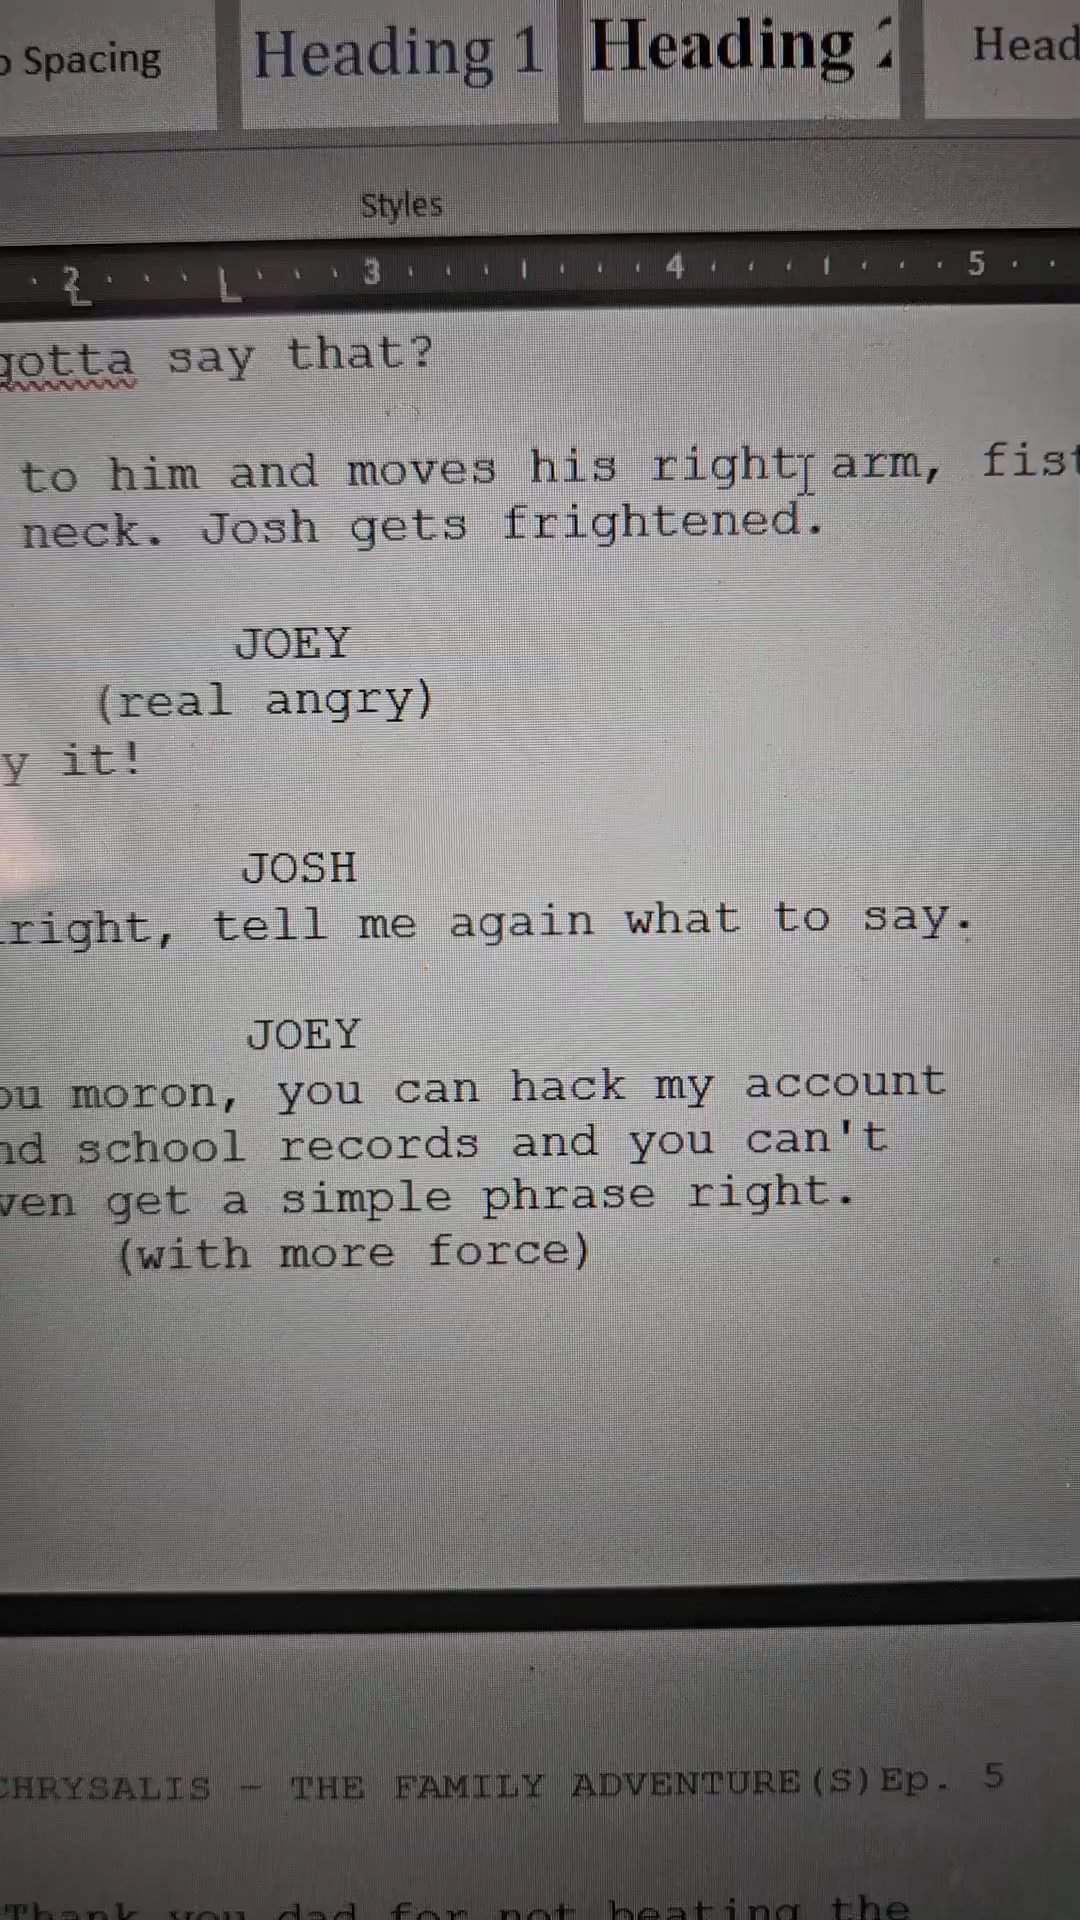 Spacing Heading 1 Heading Head
Styles
2 3 4 5
gotta say that?
to him and moves his right arm, fist
neck. Josh gets frightened.
JOEY
(real angry)
y it!
JOSH
right, tell me again what to say.
JOEY
ou moron, you can hack my account
nd school records and you can't
ven get a simple phrase right.
(with more force)
CHRYSALIS - THE FAMILY ADVENTURE(S) Ep. 5
Thank you dad for not beating the